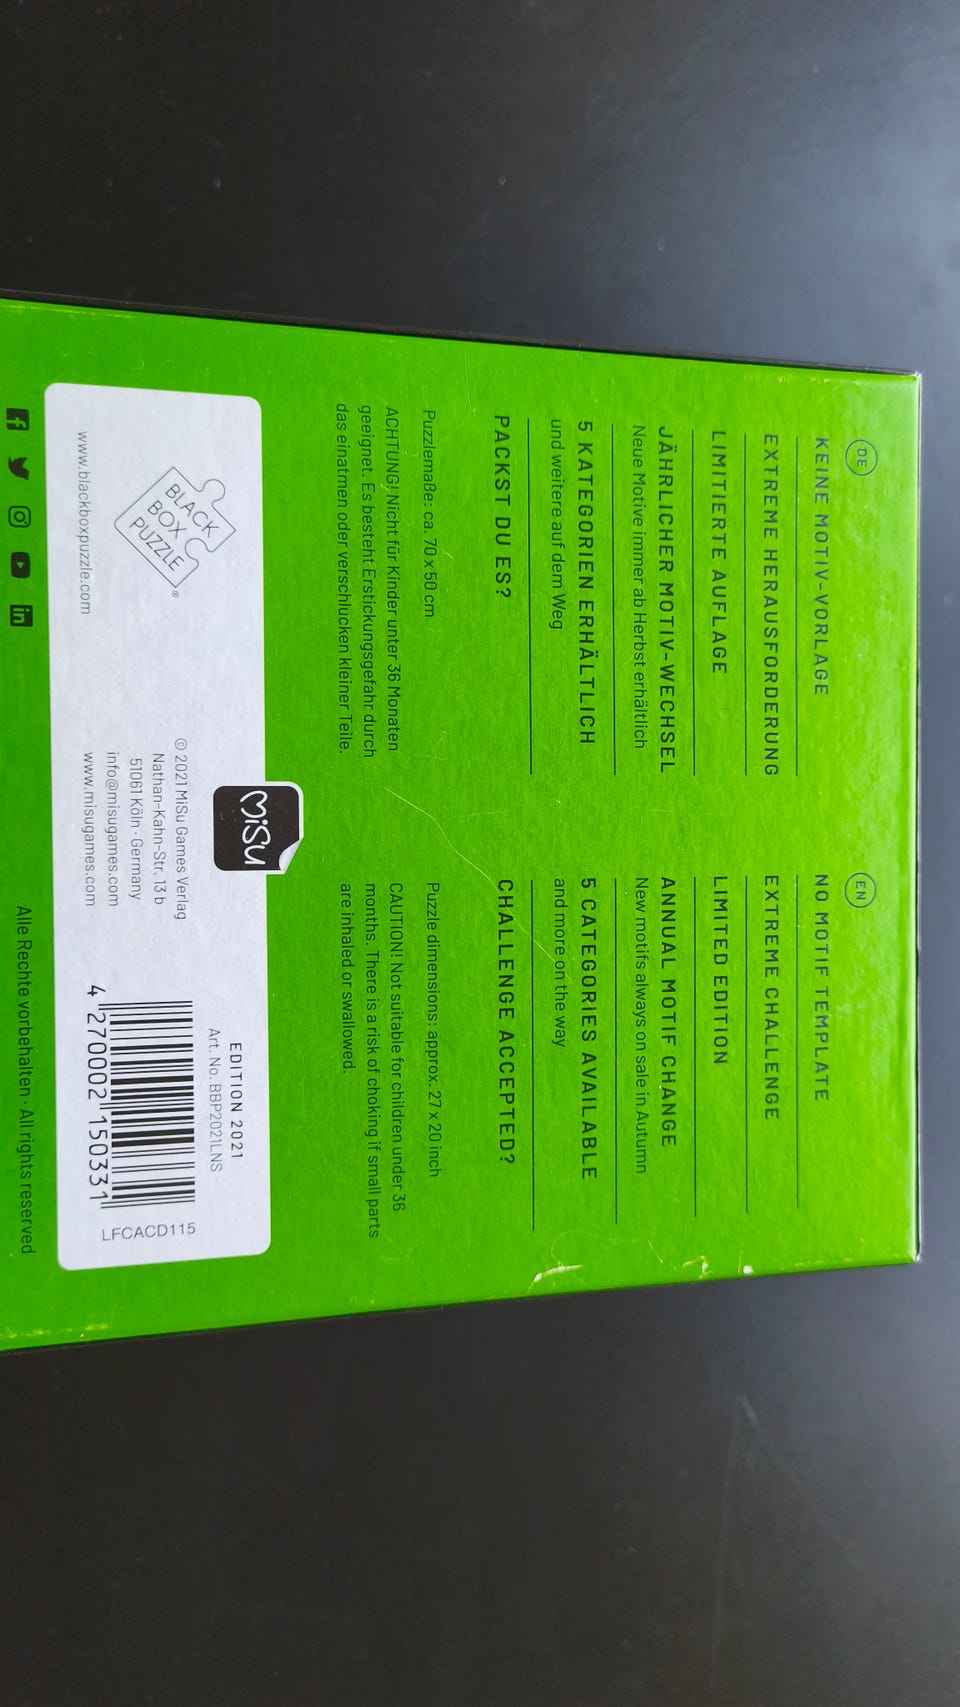 DE
KEINE MOTIV-VORLAGE
EXTREME HERAUSFORDERUNG
LIMITIERTE AUFLAGE
JÄHRLICHER MOTIV-WECHSEL
Neue Motive immer ab Herbst erhältlich
5 KATEGORIEN ERHÄLTLICH
und weitere auf dem Weg
PACKST DU ES?
Puzzlemaße: ca. 70 x 50 cm
ACHTUNG! Nicht für Kinder unter 36 Monaten
geeignet. Es besteht Erstickungsgefahr durch
das einatmen oder verschlucken kleiner Teile.
EN
NO MOTIF TEMPLATE
EXTREME CHALLENGE
LIMITED EDITION
ANNUAL MOTIF CHANGE
New motifs always on sale in Autumn
5 CATEGORIES AVAILABLE
and more on the way
CHALLENGE ACCEPTED?
Puzzle dimensions: approx. 27 x 20 inch
CAUTION! Not suitable for children under 36
months. There is a risk of choking if small parts
are inhaled or swallowed.
BLACK
BOX
PUZZLE®
www.blackboxpuzzle.com
MiSu
© 2021 MiSu Games Verlag
Nathan-Kahn-Str. 13 b
51061 Köln · Germany
info@misugames.com
www.misugames.com
EDITION 2021
Art. No. BBP2021LNS
4 270002 150331
LFCACD115
Alle Rechte vorbehalten · All rights reserved